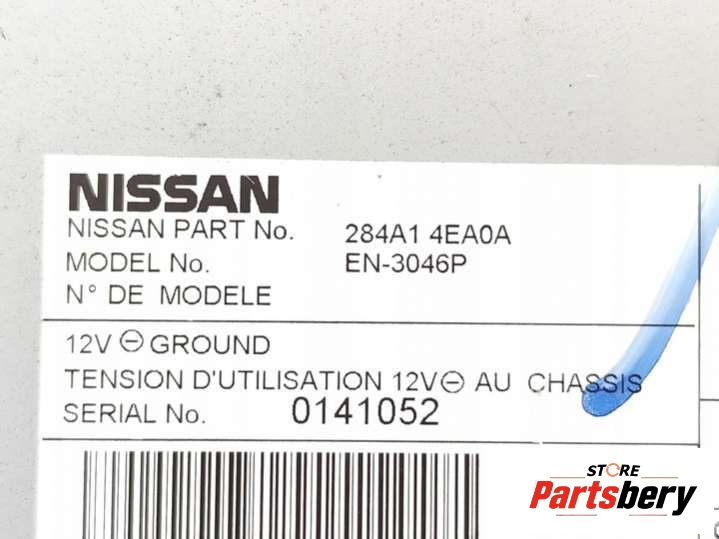 NISSAN
NISSAN PART No. 284A1 4EA0A
MODEL No. EN-3046P
N° DE MODELE
12V ⊖ GROUND
TENSION D'UTILISATION 12V⊖ AU CHASSIS
SERIAL No. 0141052
STORE
Partsbery